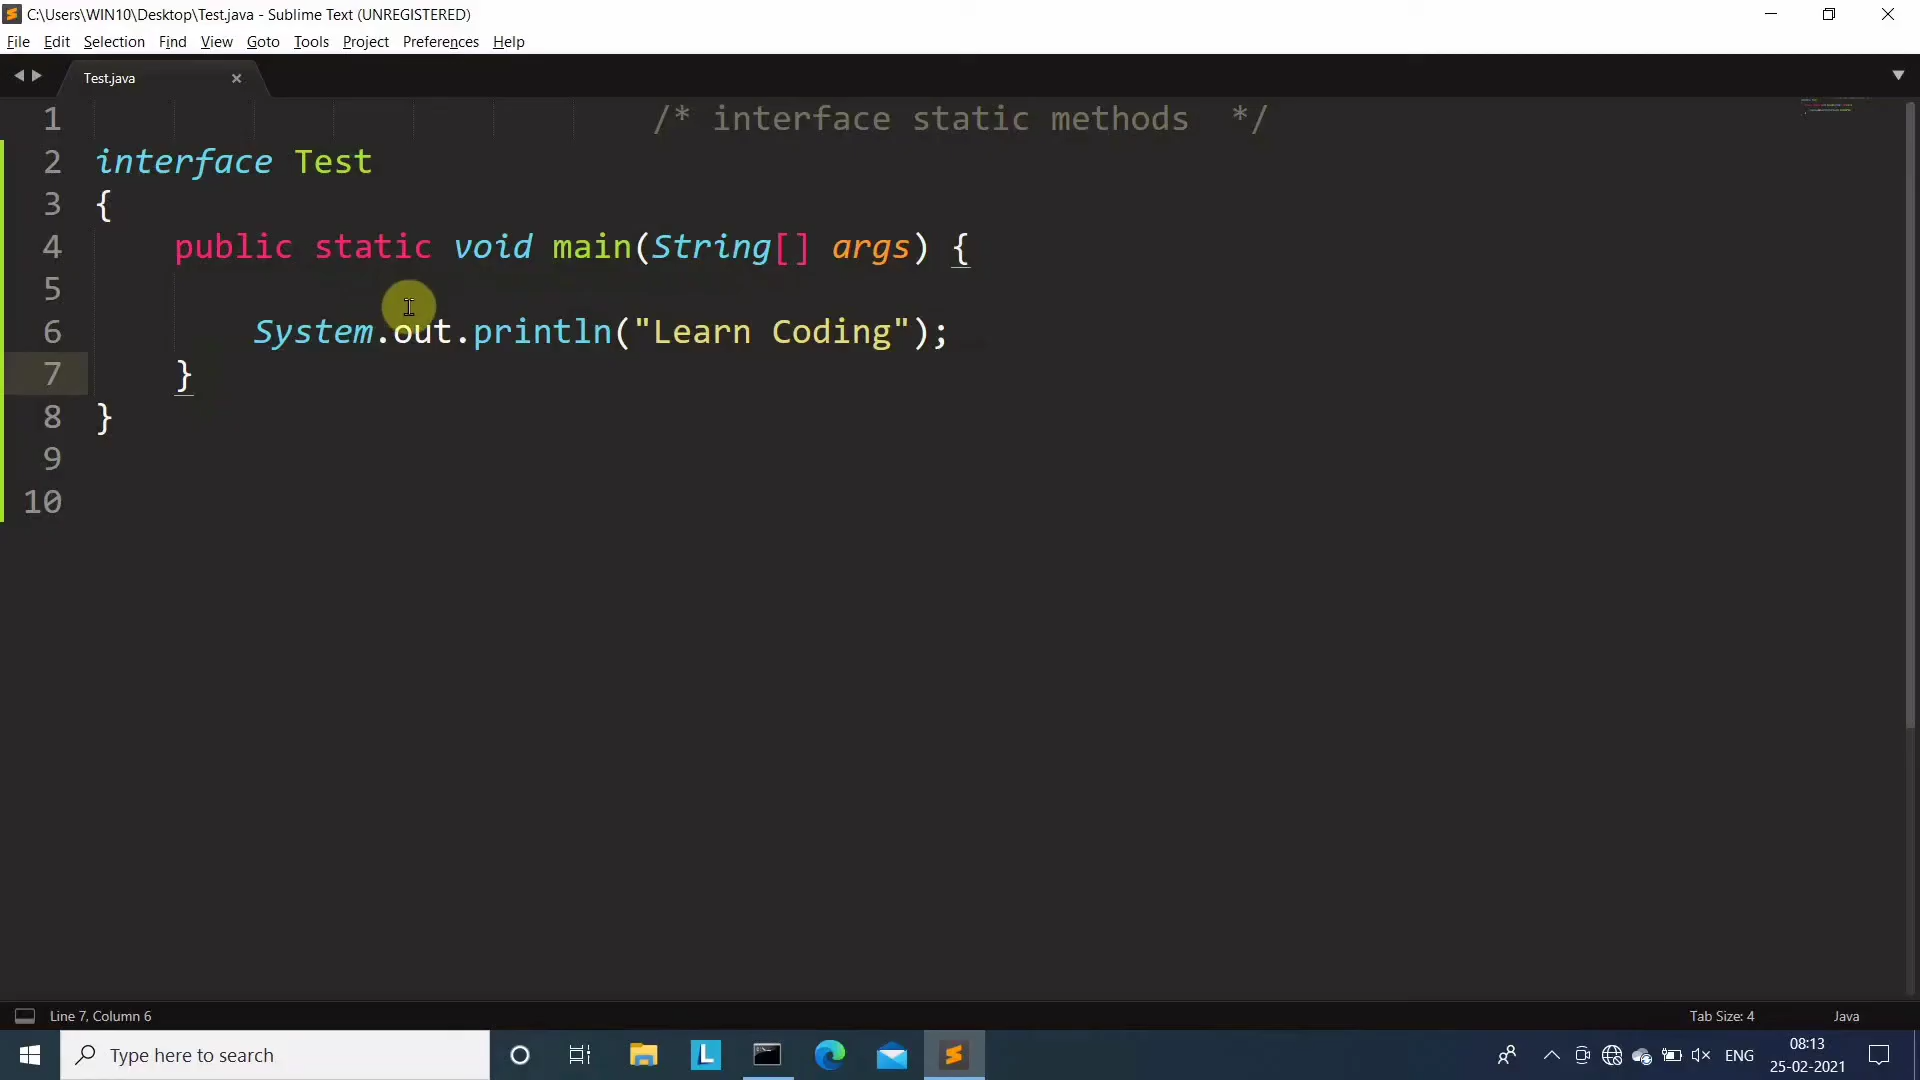 C:\Users\WIN10\Desktop\Test.java - Sublime Text (UNREGISTERED)
File Edit Selection Find View Goto Tools Project Preferences Help
Test.java
1 /* interface static methods  */
2 interface Test
3 {
4 public static void main(String[] args) {
5
6 System.out.println("Learn Coding");
7 }
8 }
9
10
Line 7, Column 6 Tab Size: 4 Java
Type here to search L ENG 08:13
25-02-2021